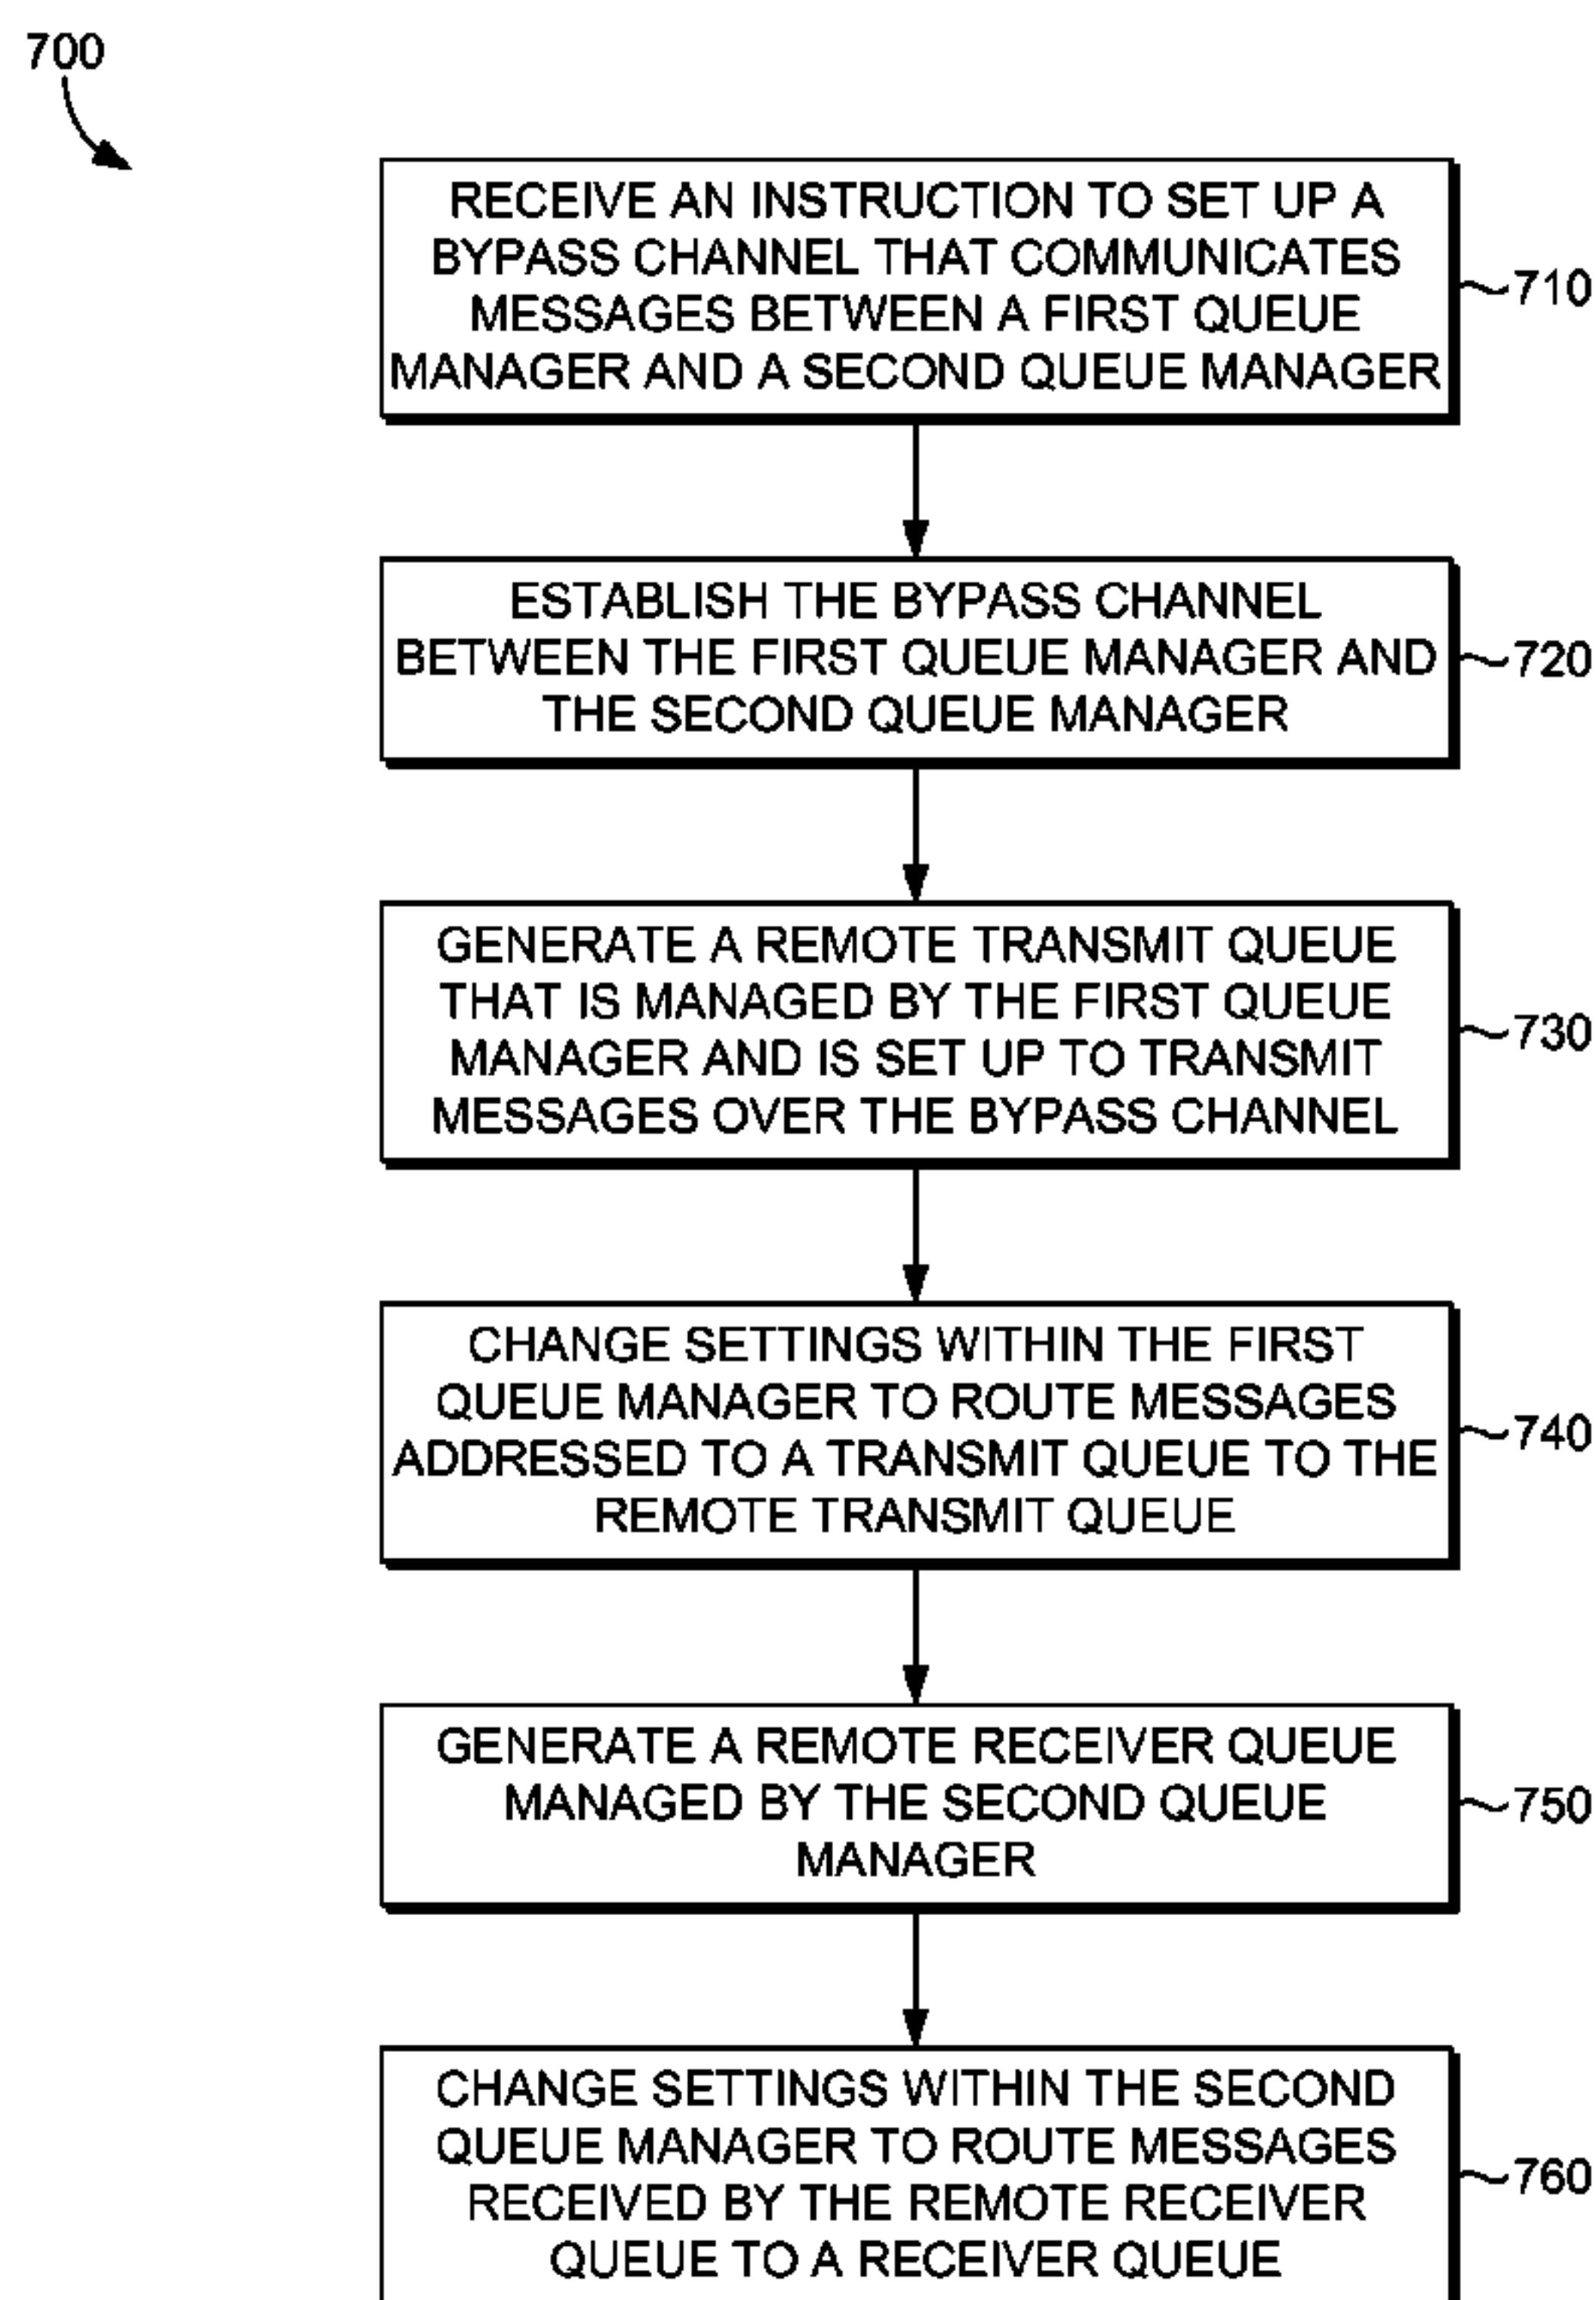 700
RECEIVE AN INSTRUCTION TO SET UP A
BYPASS CHANNEL THAT COMMUNICATES
MESSAGES BETWEEN A FIRST QUEUE
MANAGER AND A SECOND QUEUE MANAGER
710
ESTABLISH THE BYPASS CHANNEL
BETWEEN THE FIRST QUEUE MANAGER AND
THE SECOND QUEUE MANAGER
720
GENERATE A REMOTE TRANSMIT QUEUE
THAT IS MANAGED BY THE FIRST QUEUE
MANAGER AND IS SET UP TO TRANSMIT
MESSAGES OVER THE BYPASS CHANNEL
730
CHANGE SETTINGS WITHIN THE FIRST
QUEUE MANAGER TO ROUTE MESSAGES
ADDRESSED TO A TRANSMIT QUEUE TO THE
REMOTE TRANSMIT QUEUE
740
GENERATE A REMOTE RECEIVER QUEUE
MANAGED BY THE SECOND QUEUE
MANAGER
750
CHANGE SETTINGS WITHIN THE SECOND
QUEUE MANAGER TO ROUTE MESSAGES
RECEIVED BY THE REMOTE RECEIVER
QUEUE TO A RECEIVER QUEUE
760